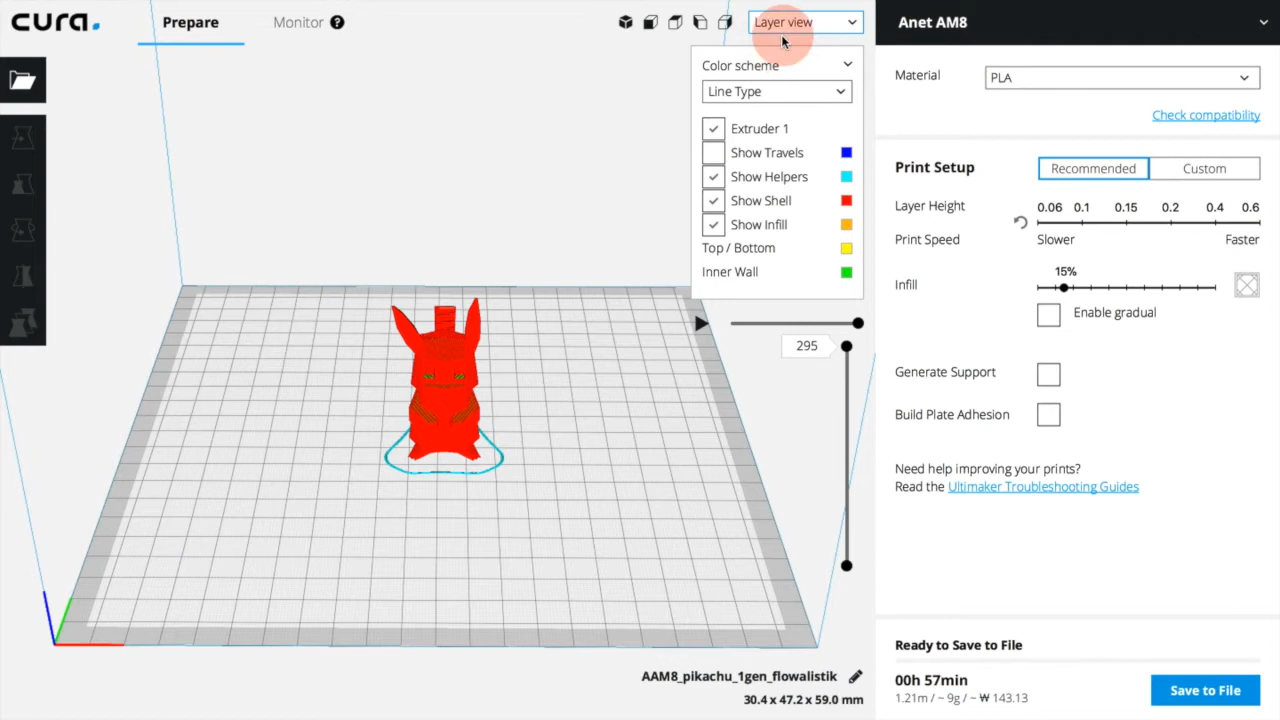 cura.
Prepare
Monitor ?
Layer view
Anet AM8
Color scheme
Line Type
Extruder 1
Show Travels
Show Helpers
Show Shell
Show Infill
Top / Bottom
Inner Wall
295
Material
PLA
Check compatibility
Print Setup
Recommended
Custom
Layer Height
0.06 0.1 0.15 0.2 0.4 0.6
Print Speed
Slower
Faster
15%
Infill
Enable gradual
Generate Support
Build Plate Adhesion
Need help improving your prints?
Read the Ultimaker Troubleshooting Guides
AAM8_pikachu_1gen_flowalistik
30.4 x 47.2 x 59.0 mm
Ready to Save to File
00h 57min
1.21m / ~ 9g / ~ ₩ 143.13
Save to File